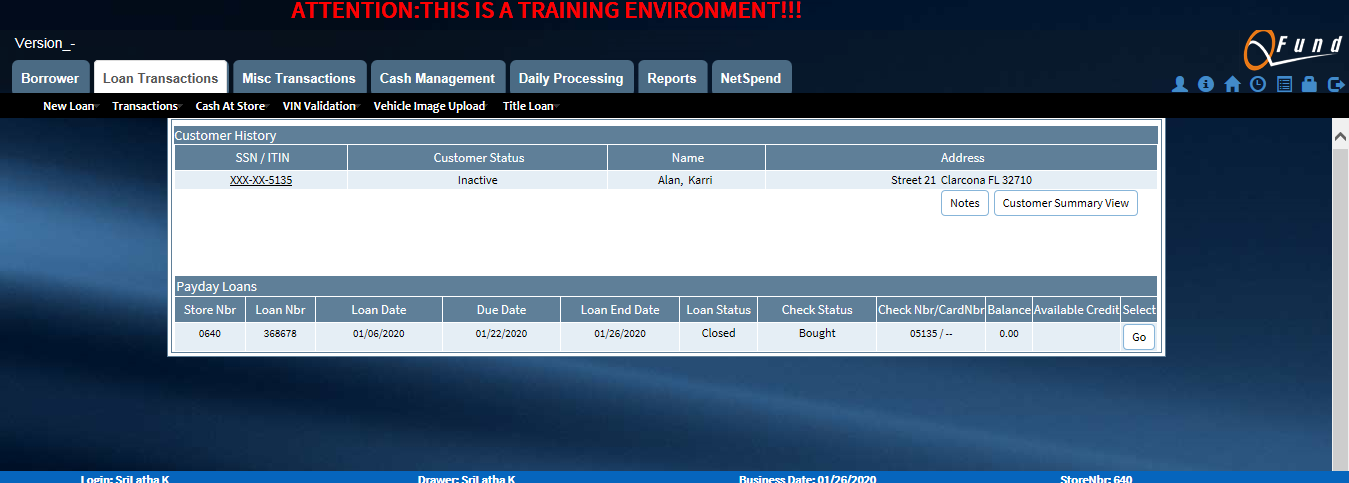 ATTENTION:THIS IS A TRAINING ENVIRONMENT!!!
Version_-
QFund
Borrower Loan Transactions Misc Transactions Cash Management Daily Processing Reports NetSpend
New Loan Transactions Cash At Store VIN Validation Vehicle Image Upload Title Loan
Customer History
SSN / ITIN Customer Status Name Address
XXX-XX-5135 Inactive Alan, Karri Street 21 Clarcona FL 32710
Notes Customer Summary View
Payday Loans
Store Nbr Loan Nbr Loan Date Due Date Loan End Date Loan Status Check Status Check Nbr/CardNbr Balance Available Credit Select
0640 368678 01/06/2020 01/22/2020 01/26/2020 Closed Bought 05135 / -- 0.00 Go
Login: SriLatha K Drawer: SriLatha K Business Date: 01/26/2020 StoreNbr: 640